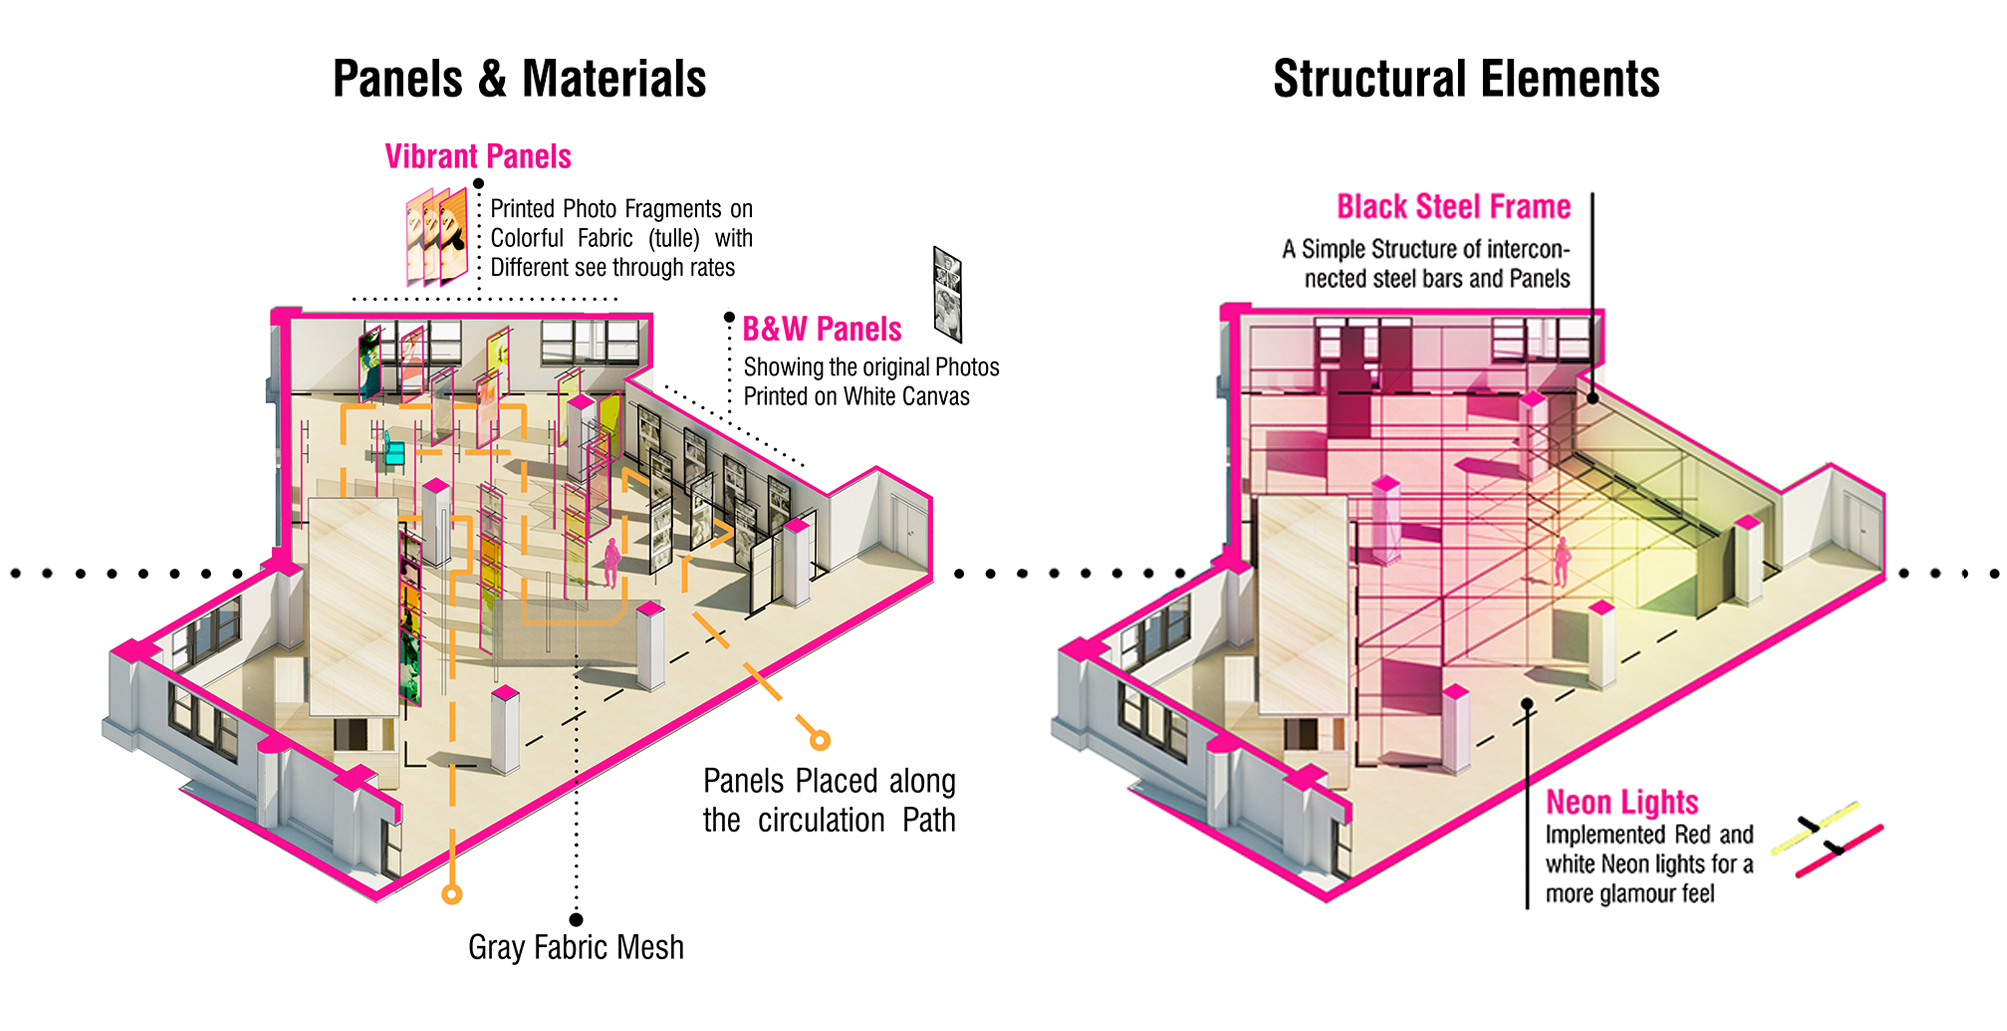 Panels & Materials
Vibrant Panels
Printed Photo Fragments on
Colorful Fabric (tulle) with
Different see through rates
B&W Panels
Showing the original Photos
Printed on White Canvas
Panels Placed along
the circulation Path
Gray Fabric Mesh
Structural Elements
Black Steel Frame
A Simple Structure of intercon-
nected steel bars and Panels
Neon Lights
Implemented Red and
white Neon lights for a
more glamour feel